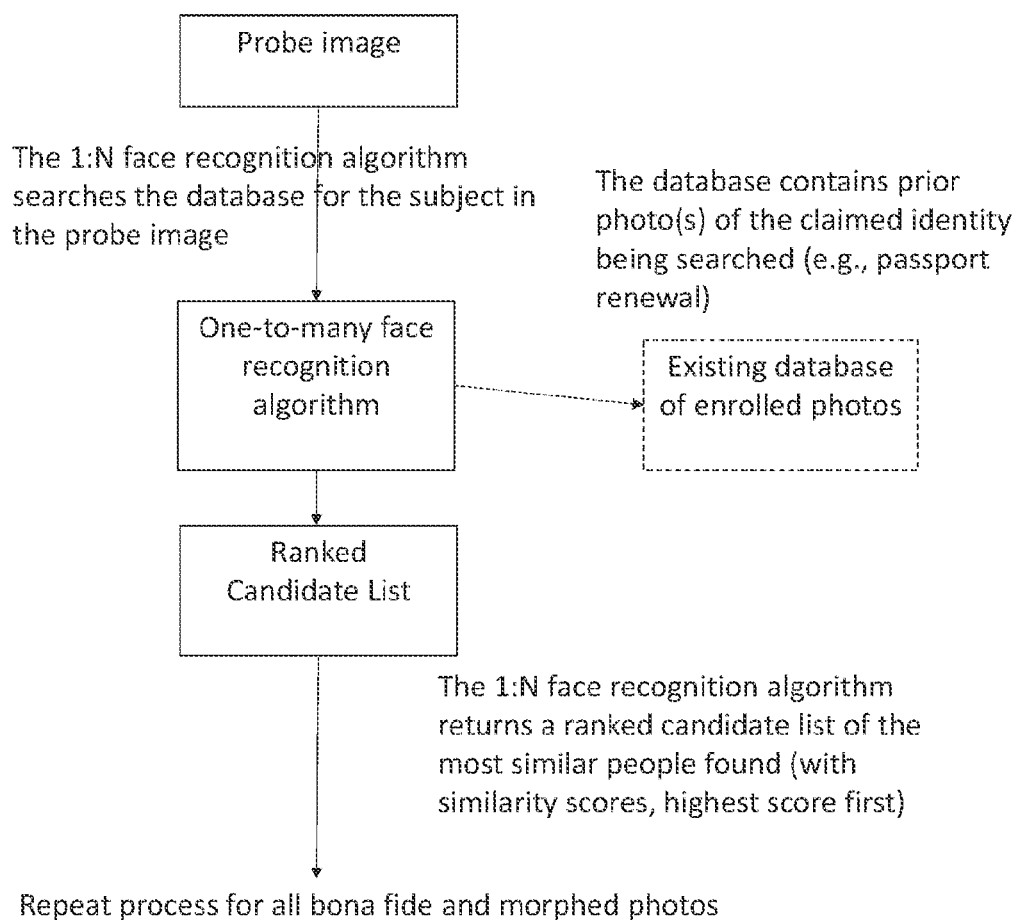 Probe image
The 1:N face recognition algorithm
searches the database for the subject in
the probe image
The database contains prior
photo(s) of the claimed identity
being searched (e.g., passport
renewal)
One-to-many face
recognition
algorithm
Existing database
of enrolled photos
Ranked
Candidate List
The 1:N face recognition algorithm
returns a ranked candidate list of the
most similar people found (with
similarity scores, highest score first)
Repeat process for all bona fide and morphed photos